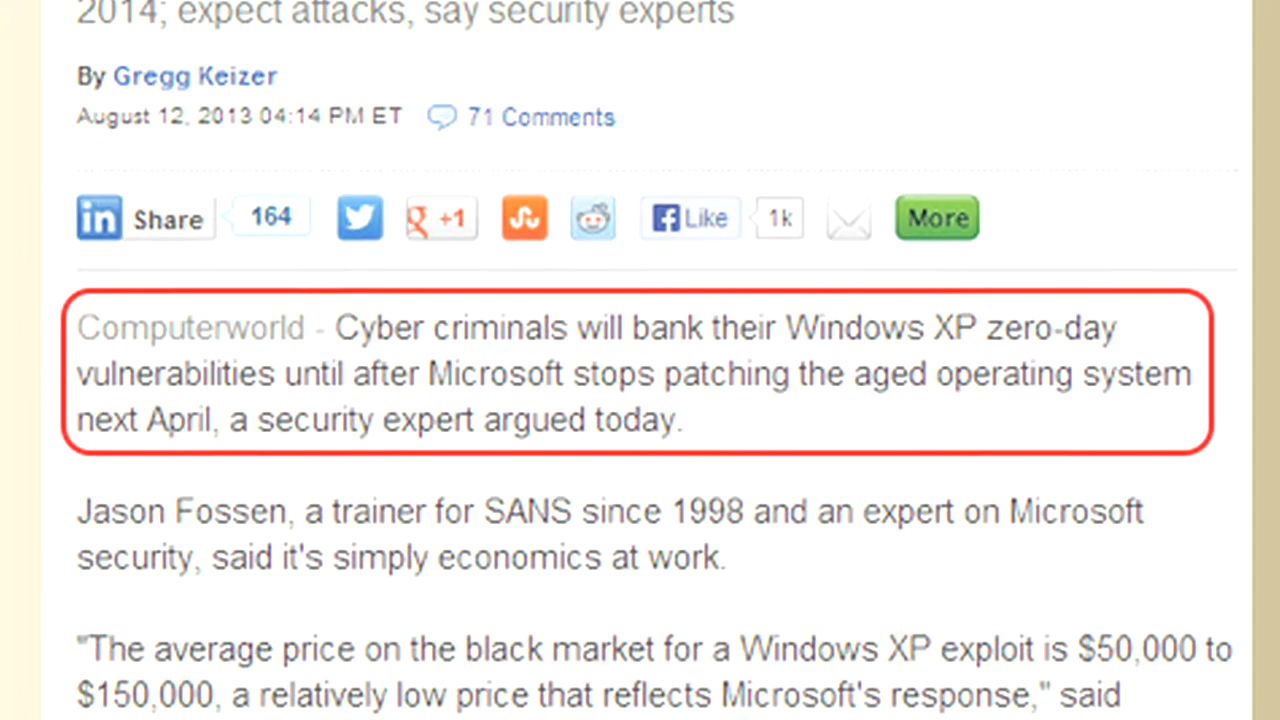 2014; expect attacks, say security experts
By Gregg Keizer
August 12, 2013 04:14 PM ET 71 Comments
in Share 164 +1 Like 1k More
Computerworld - Cyber criminals will bank their Windows XP zero-day
vulnerabilities until after Microsoft stops patching the aged operating system
next April, a security expert argued today.
Jason Fossen, a trainer for SANS since 1998 and an expert on Microsoft
security, said it's simply economics at work.
"The average price on the black market for a Windows XP exploit is $50,000 to
$150,000, a relatively low price that reflects Microsoft's response," said